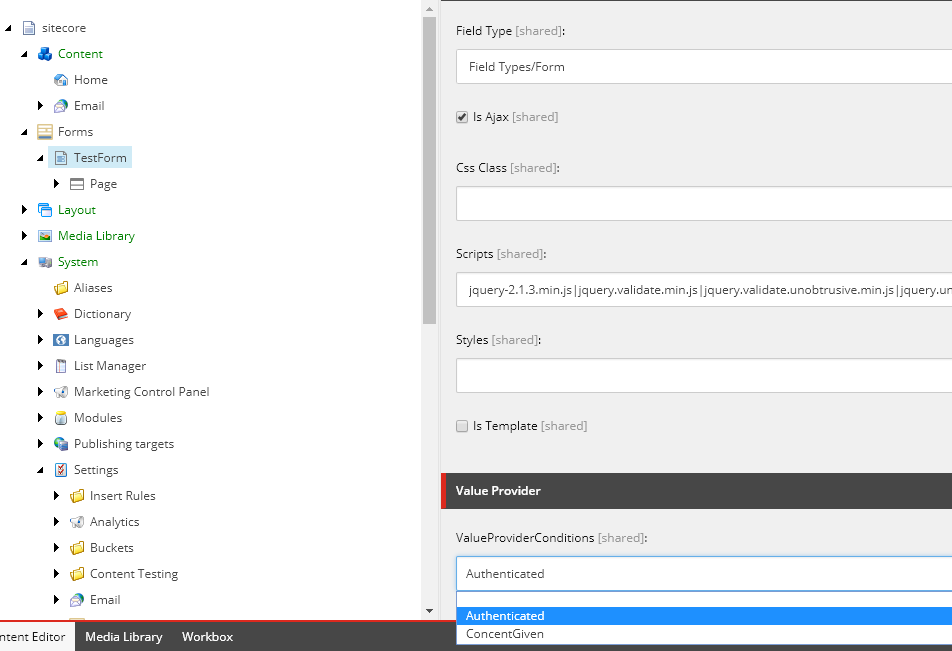 sitecore
Content
Home
Email
Forms
TestForm
Page
Layout
Media Library
System
Aliases
Dictionary
Languages
List Manager
Marketing Control Panel
Modules
Publishing targets
Settings
Insert Rules
Analytics
Buckets
Content Testing
Email
Field Type [shared]:
Field Types/Form
Is Ajax [shared]
Css Class [shared]:
Scripts [shared]:
jquery-2.1.3.min.js|jquery.validate.min.js|jquery.validate.unobtrusive.min.js|jquery.un
Styles [shared]:
Is Template [shared]
Value Provider
ValueProviderConditions [shared]:
Authenticated
Authenticated
ConcentGiven
ntent Editor Media Library Workbox